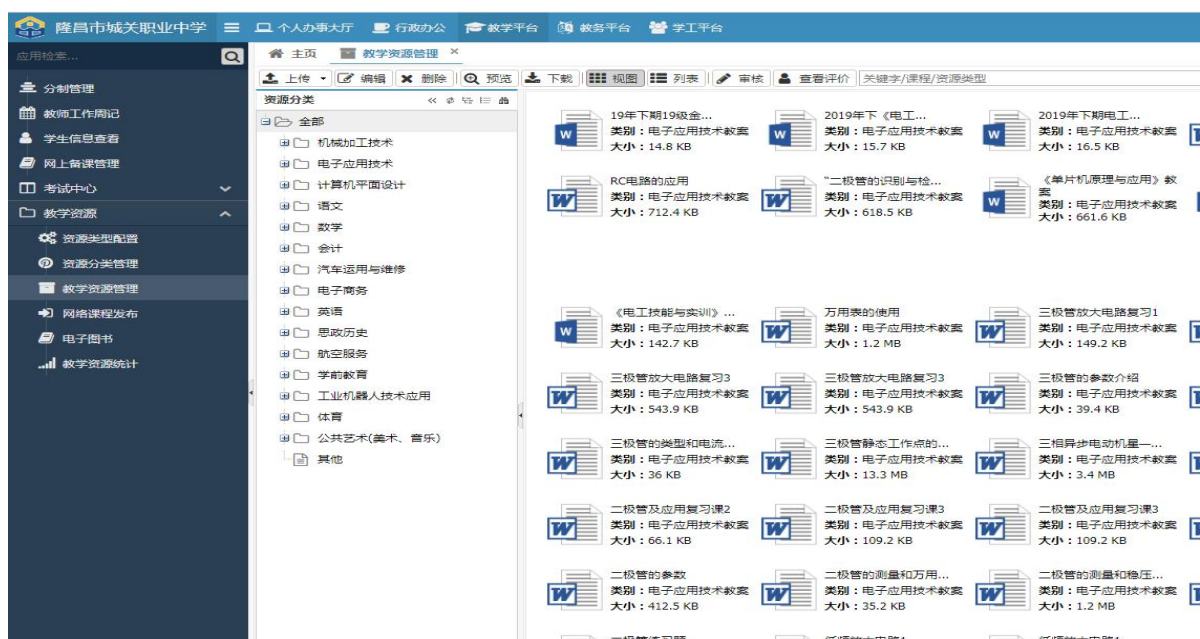 隆昌市城关职业中学
个人办事大厅 行政办公 教学平台 教务平台 学工平台
应用检索...
主页 教学资源管理 ×
上传 编辑 删除 预览 下载 视图 列表 审核 查看评价 关键字/课程/资源类型
分制管理
教师工作周记
学生信息查看
网上备课管理
考试中心
教学资源
资源类型配置
资源分类管理
教学资源管理
网络课程发布
电子图书
教学资源统计
资源分类
全部
机械加工技术
电子应用技术
计算机平面设计
语文
数学
会计
汽车运用与维修
电子商务
英语
思政历史
航空服务
学前教育
工业机器人技术应用
体育
公共艺术(美术、音乐)
其他
19年下期19级金...
类别：电子应用技术教案
大小：14.8 KB
2019年下《电工...
类别：电子应用技术教案
大小：15.7 KB
2019年下期电工...
类别：电子应用技术教案
大小：16.5 KB
RC电路的应用
类别：电子应用技术教案
大小：712.4 KB
“二极管的识别与检...
类别：电子应用技术教案
大小：618.5 KB
《单片机原理与应用》教
案
类别：电子应用技术教案
大小：661.6 KB
《电工技能与实训》...
类别：电子应用技术教案
大小：142.7 KB
万用表的使用
类别：电子应用技术教案
大小：1.2 MB
三极管放大电路复习1
类别：电子应用技术教案
大小：149.2 KB
三极管放大电路复习3
类别：电子应用技术教案
大小：543.9 KB
三极管放大电路复习3
类别：电子应用技术教案
大小：543.9 KB
三极管的参数介绍
类别：电子应用技术教案
大小：39.4 KB
三极管的类型和电流...
类别：电子应用技术教案
大小：36 KB
三极管静态工作点的...
类别：电子应用技术教案
大小：13.3 MB
三相异步电动机星—...
类别：电子应用技术教案
大小：3.4 MB
二极管及应用复习课2
类别：电子应用技术教案
大小：66.1 KB
二极管及应用复习课3
类别：电子应用技术教案
大小：109.2 KB
二极管及应用复习课3
类别：电子应用技术教案
大小：109.2 KB
二极管的参数
类别：电子应用技术教案
大小：412.5 KB
二极管的测量和万用...
类别：电子应用技术教案
大小：35.2 KB
二极管的测量和稳压...
类别：电子应用技术教案
大小：1.2 MB